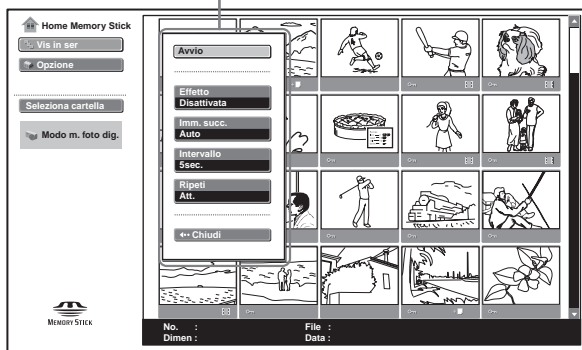 Home Memory Stick
Vis in ser
Opzione
Seleziona cartella
Modo m. foto dig.
MEMORY STICK
Avvio
Effetto
Disattivata
Imm. succ.
Auto
Intervallo
5sec.
Ripeti
Att.
Chiudi
No. : File :
Dimen : Data :